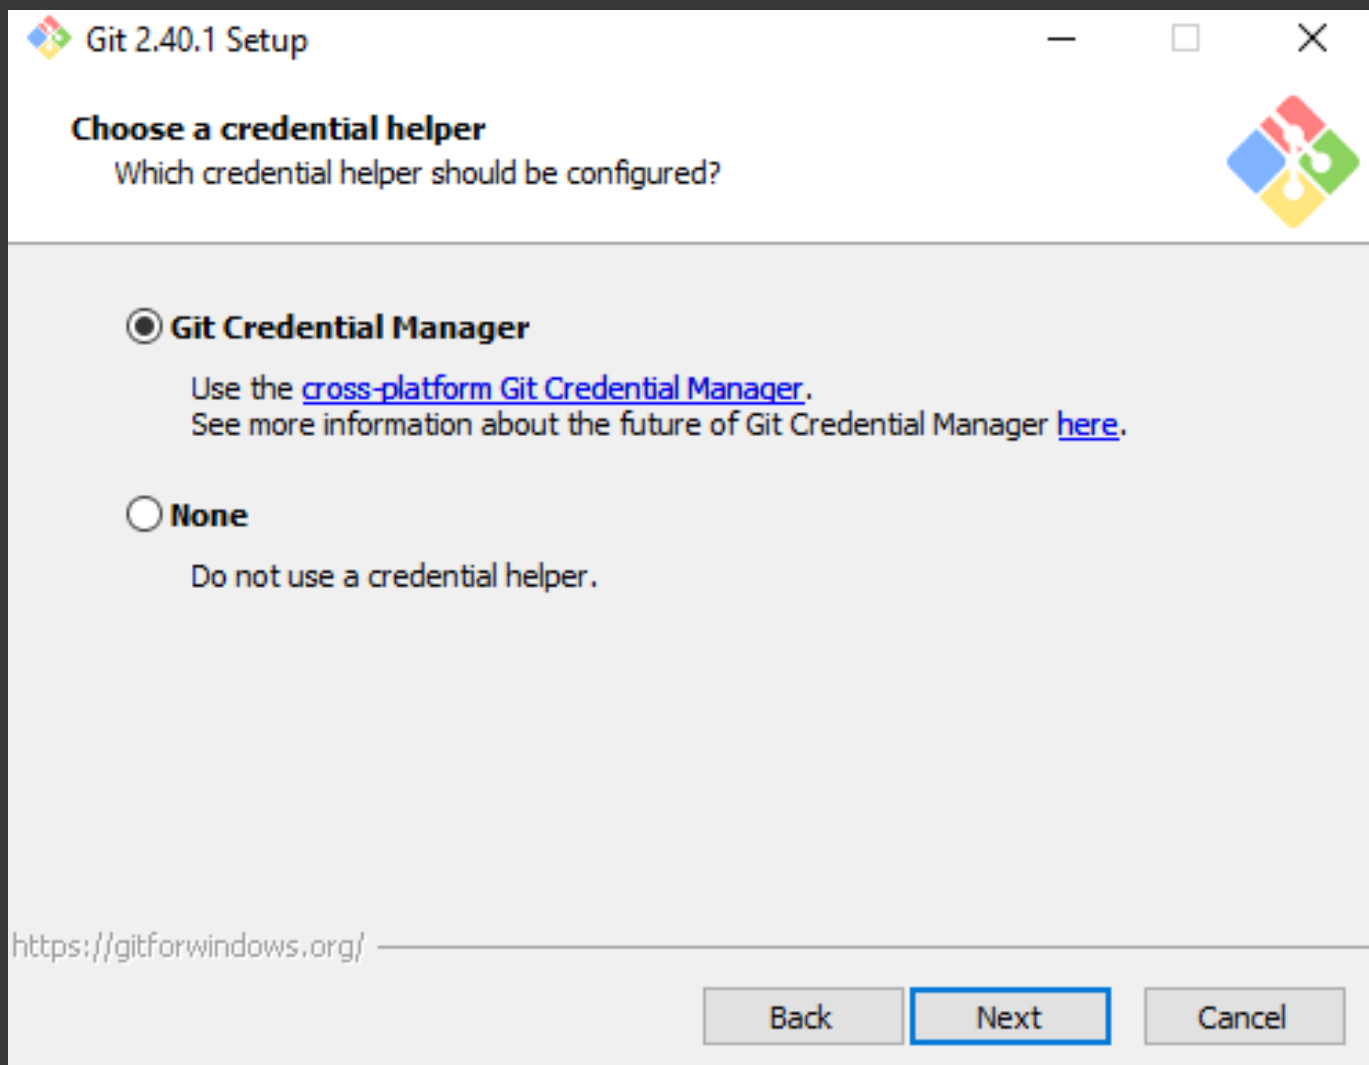 Git 2.40.1 Setup
Choose a credential helper
Which credential helper should be configured?
Git Credential Manager
Use the cross-platform Git Credential Manager.
See more information about the future of Git Credential Manager here.
None
Do not use a credential helper.
https://gitforwindows.org/
Back Next Cancel